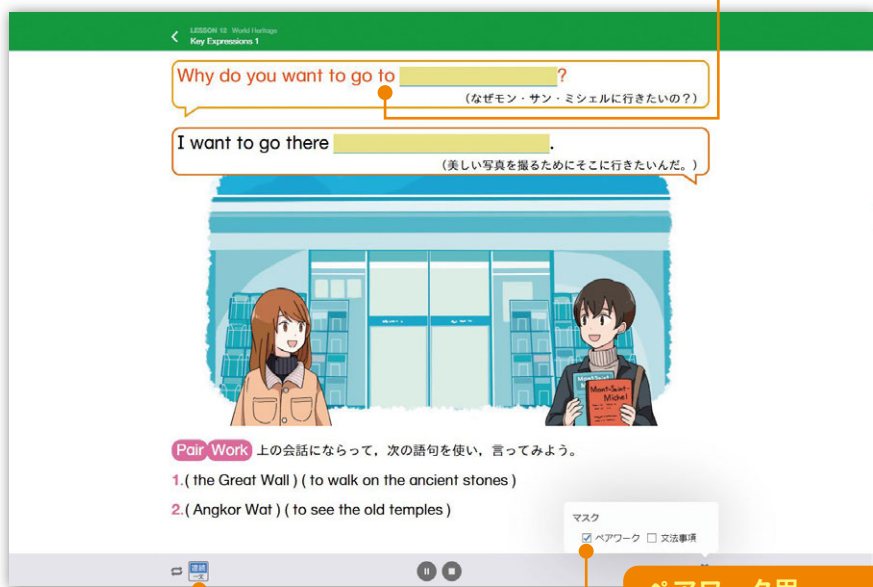 LESSON 12 World Heritage
Key Expressions 1
Why do you want to go to ?
（なぜモン・サン・ミシェルに行きたいの？）
I want to go there .
（美しい写真を撮るためにそこに行きたいんだ。）
Mont-Saint-
Michel
Pair Work 上の会話にならって，次の語句を使い，言ってみよう。
1.( the Great Wall ) ( to walk on the ancient stones )
2.( Angkor Wat ) ( to see the old temples )
マスク
ペアワーク 文法事項
連続
一文